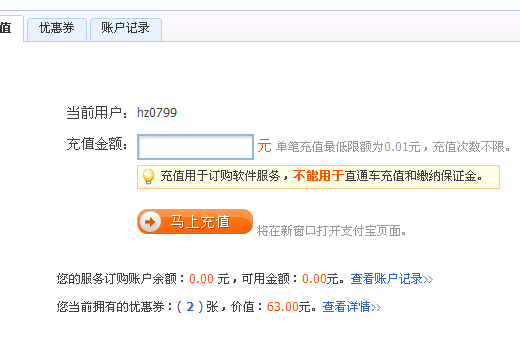 值 优惠券 账户记录
当前用户: hz0799
充值金额: 元 单笔充值最低限额为0.01元，充值次数不限。
充值用于订购软件服务，不能用于直通车充值和缴纳保证金。
马上充值 将在新窗口打开支付宝页面。
您的服务订购账户余额：0.00 元，可用金额：0.00元。查看账户记录>>
您当前拥有的优惠券：( 2 ) 张，价值：63.00元。查看详情>>